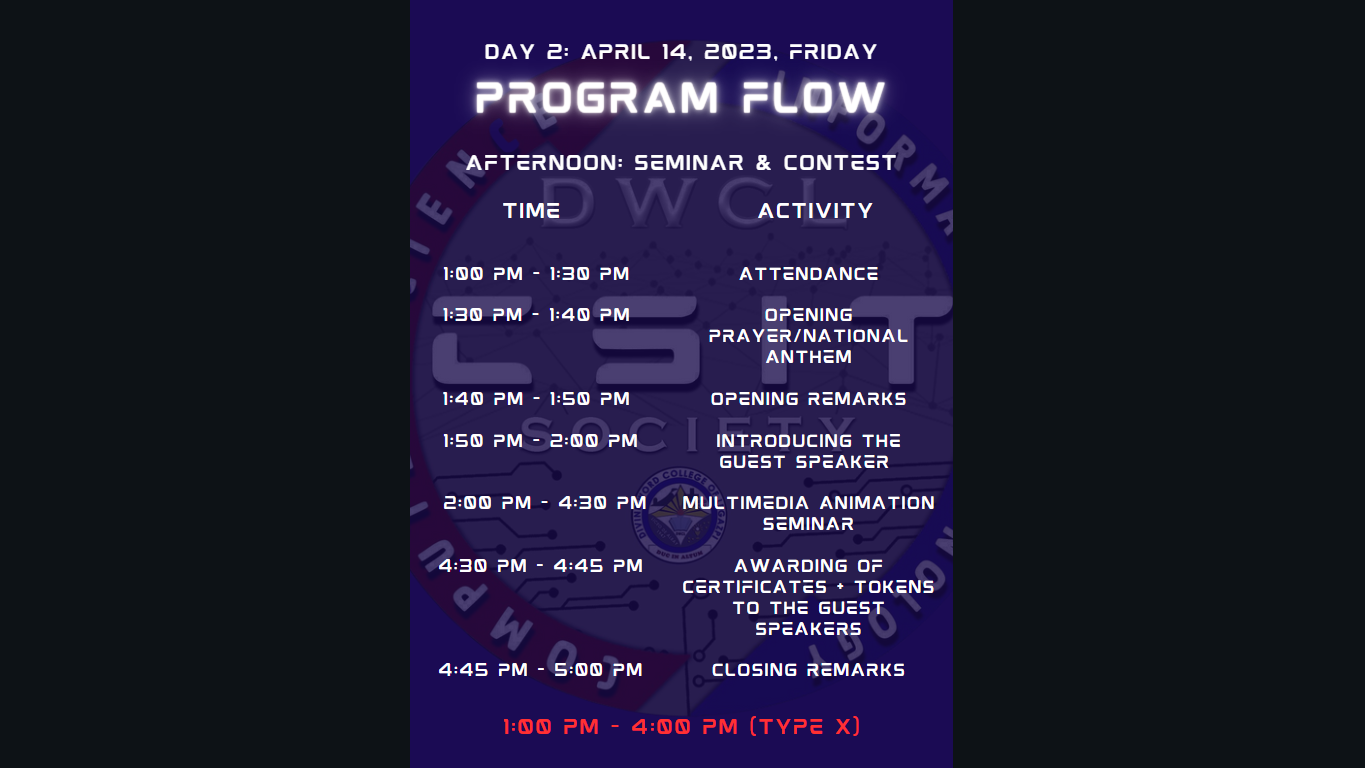 DAY 2: APRIL 14, 2023, FRIDAY
PROGRAM FLOW
AFTERNOON: SEMINAR & CONTEST
TIME ACTIVITY
1:00 PM - 1:30 PM ATTENDANCE
1:30 PM - 1:40 PM OPENING
PRAYER/NATIONAL
ANTHEM
1:40 PM - 1:50 PM OPENING REMARKS
1:50 PM - 2:00 PM INTRODUCING THE
GUEST SPEAKER
2:00 PM - 4:30 PM MULTIMEDIA ANIMATION
SEMINAR
4:30 PM - 4:45 PM AWARDING OF
CERTIFICATES + TOKENS
TO THE GUEST
SPEAKERS
4:45 PM - 5:00 PM CLOSING REMARKS
1:00 PM - 4:00 PM (TYPE X)
DWCL
CSIT
SOCIETY